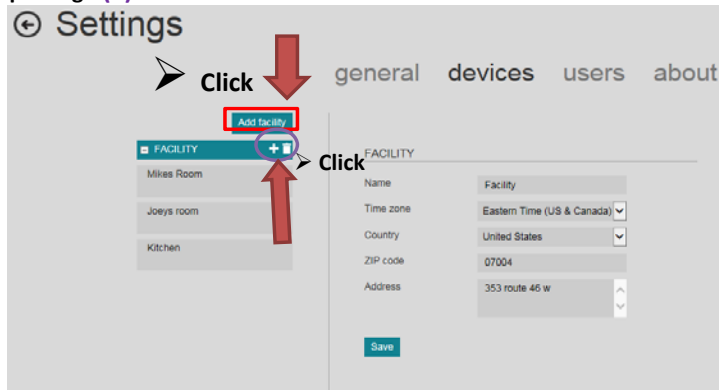 Settings
Click
general devices users about
Add facility
FACILITY
Mikes Room
Joeys room
Kitchen
Click
FACILITY
Name Facility
Time zone Eastern Time (US & Canada)
Country United States
ZIP code 07004
Address 353 route 46 w
Save